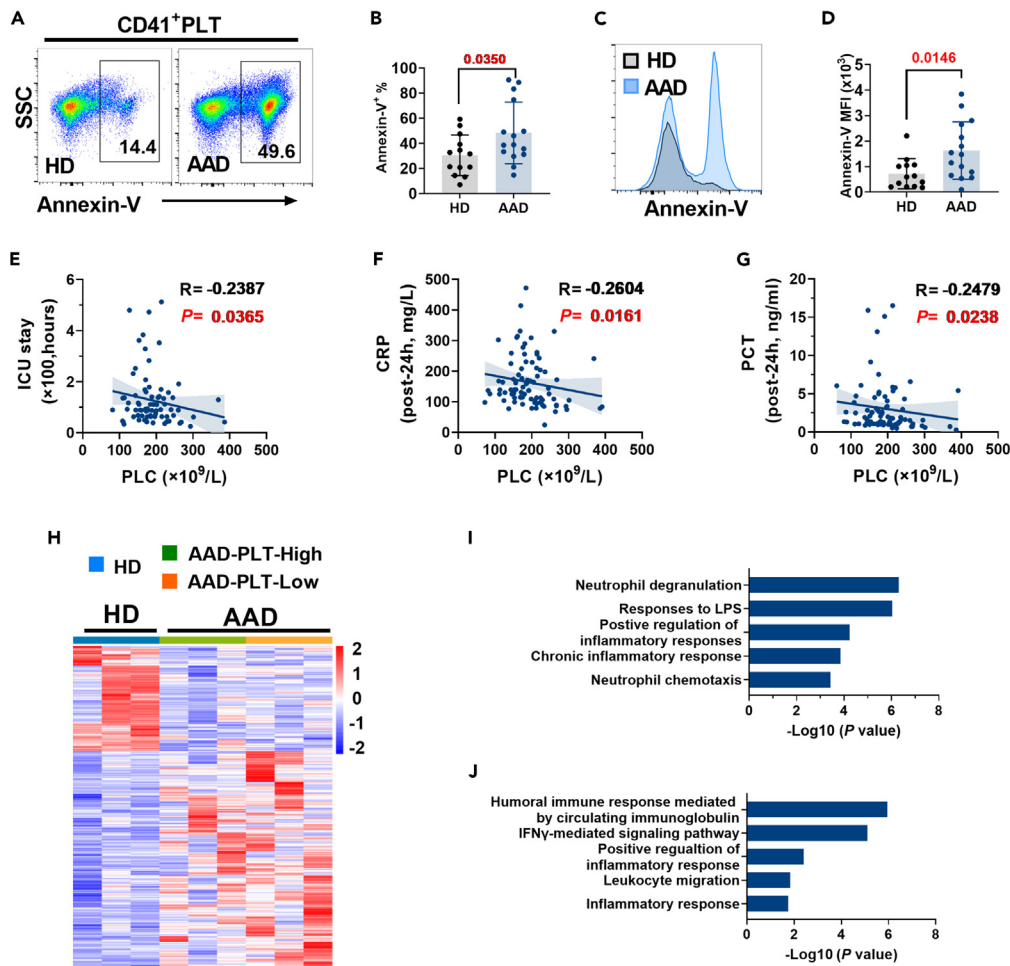 A
CD41⁺PLT
SSC
14.4
HD
49.6
AAD
Annexin-V
B
0.0350
Annexin-V⁺ %
100
80
60
40
20
0
HD
AAD
C
HD
AAD
Annexin-V
D
0.0146
Annexin-V MFI (x10³)
5
4
3
2
1
0
HD
AAD
E
R= -0.2387
P= 0.0365
ICU stay
(×100,hours)
6
4
2
0
0
100
200
300
400
500
PLC (×10⁹/L)
F
R= -0.2604
P= 0.0161
CRP
(post-24h, mg/L)
500
400
300
200
100
0
0
100
200
300
400
500
PLC (×10⁹/L)
G
R= -0.2479
P= 0.0238
PCT
(post-24h, ng/ml)
20
15
10
5
0
0
100
200
300
400
500
PLC (×10⁹/L)
H
HD
AAD-PLT-High
AAD-PLT-Low
HD
AAD
2
1
0
-1
-2
I
Neutrophil degranulation
Responses to LPS
Postive regulation of
inflammatory responses
Chronic inflammatory response
Neutrophil chemotaxis
0
2
4
6
8
-Log10 (P value)
J
Humoral immune response mediated
by circulating immunoglobulin
IFNγ-mediated signaling pathway
Positive regualtion of
inflammatory response
Leukocyte migration
Inflammatory response
0
2
4
6
8
-Log10 (P value)